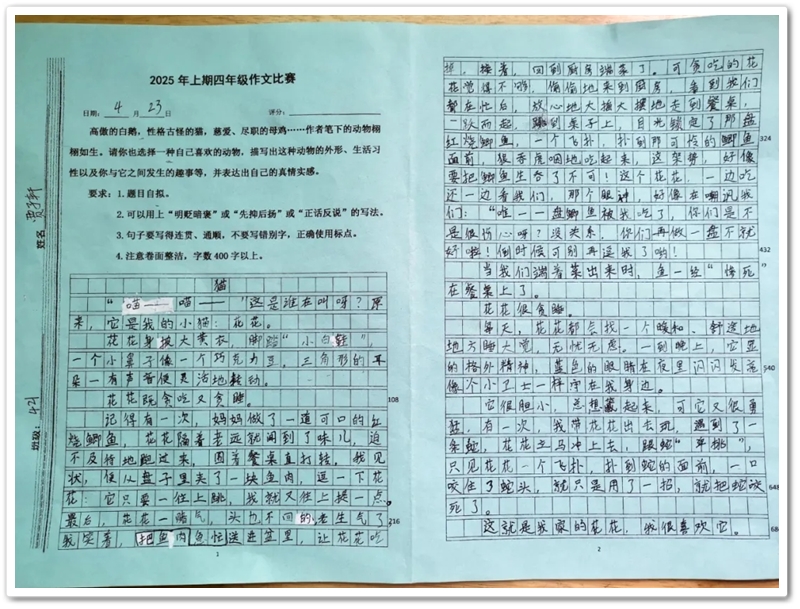 2025年上期四年级作文比赛
日期: 4 月 23 日
评分:
高傲的白鹅,性格古怪的猫,慈爱、尽职的母鸡……作者笔下的动物栩
栩如生。请你也选择一种自己喜欢的动物,描写出这种动物的外形、生活习
性以及你与它之间发生的趣事等,并表达出自己的真情实感。
要求:1.题目自拟。
2.可以用上“明贬暗褒”或“先抑后扬”或“正话反说”的写法。
3.句子要写得连贯、通顺,不要写错别字,正确使用标点。
4.注意卷面整洁,字数400字以上。
姓名
班级: 421
猫
“喵—— 喵——”这是谁在叫呀?原
来,它是我的小猫:花花。
花花身披大黄衣,脚踏“小白鞋”,
一个小鼻子像一个巧克力豆,三角形的耳
朵一有声音便灵活地转动。
花花既贪吃又贪睡。
108
记得有一次,妈妈做了一道可口的红
烧鲫鱼,花花隔着老远就闻到了味儿,迫
不及待地跑过来,围着餐桌直打转。我见
状,便从盘子里夹了一块鱼肉,逗一下花
花:它只要一往上跳,我就又往上提一点。
最后,花花一赌气,头也不回的老生气了
216
我笑着,把鱼肉急忙送进盆里,让花花吃
1
掉,接着,回到厨房端菜了。可贪吃的花
花觉得不够,偷偷地来到厨房,看到我们
都在忙后,放心地大摇大摆地走到餐桌,
一跃而起,跳到桌子上,目光锁定了那盘
红烧鲫鱼,一个飞扑,扑到那可怜的鲫鱼
324
面前,狼吞虎咽地吃起来,这架势,好像
要把鲫鱼生吞了不可!这个花花,一边吃
还一边看我们,那个眼神,好像在嘲讽我
们:“唯一一盘鲫鱼被我吃了,你们是不
是很伤心呀?没关系,你们再做一盘不就
好啦!倒时候可别再逗我了哟!
432
当我们端着菜出来时,鱼一经“惨死
在餐桌上了。
花花很贪睡。
每天,花花都会找一个暖和、舒适地
地方睡大觉,无忧无虑。一到晚上,它显
的格外精神,蓝色的眼睛在夜里闪闪发亮
540
像个小卫士一样守在我身边。
它很胆小,总想藏起来,可它又很勇
猛,有一次,我带花花出去玩,遇到了一
条蛇,花花立马冲上去,跟蛇“单挑”,
只见花花一个飞扑,扑到蛇的面前,一口
咬住了蛇头,就只是用了一招,就把蛇咬
648
死了。
这就是我家的花花,我很喜欢它。
2